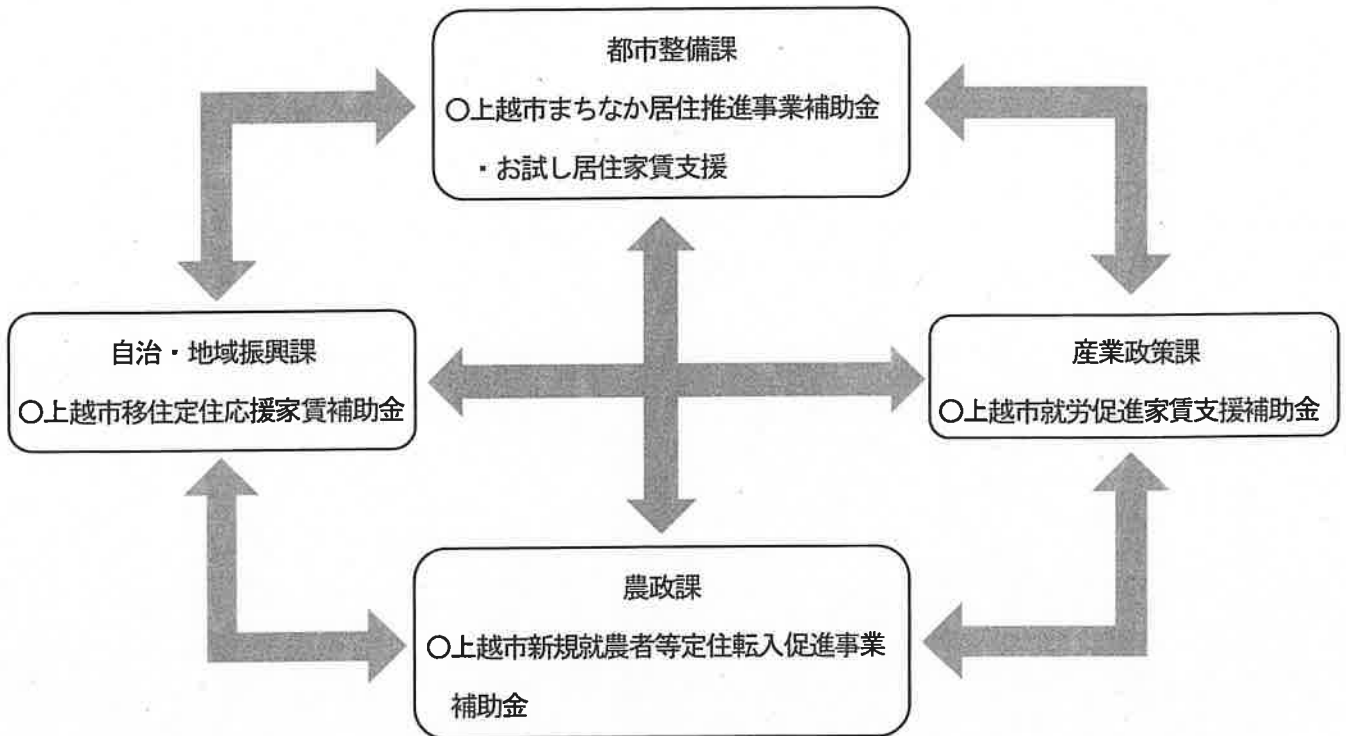 都市整備課
○上越市まちなか居住推進事業補助金
・お試し居住家賃支援
自治・地域振興課
○上越市移住定住応援家賃補助金
産業政策課
○上越市就労促進家賃支援補助金
農政課
○上越市新規就農者等定住転入促進事業
補助金